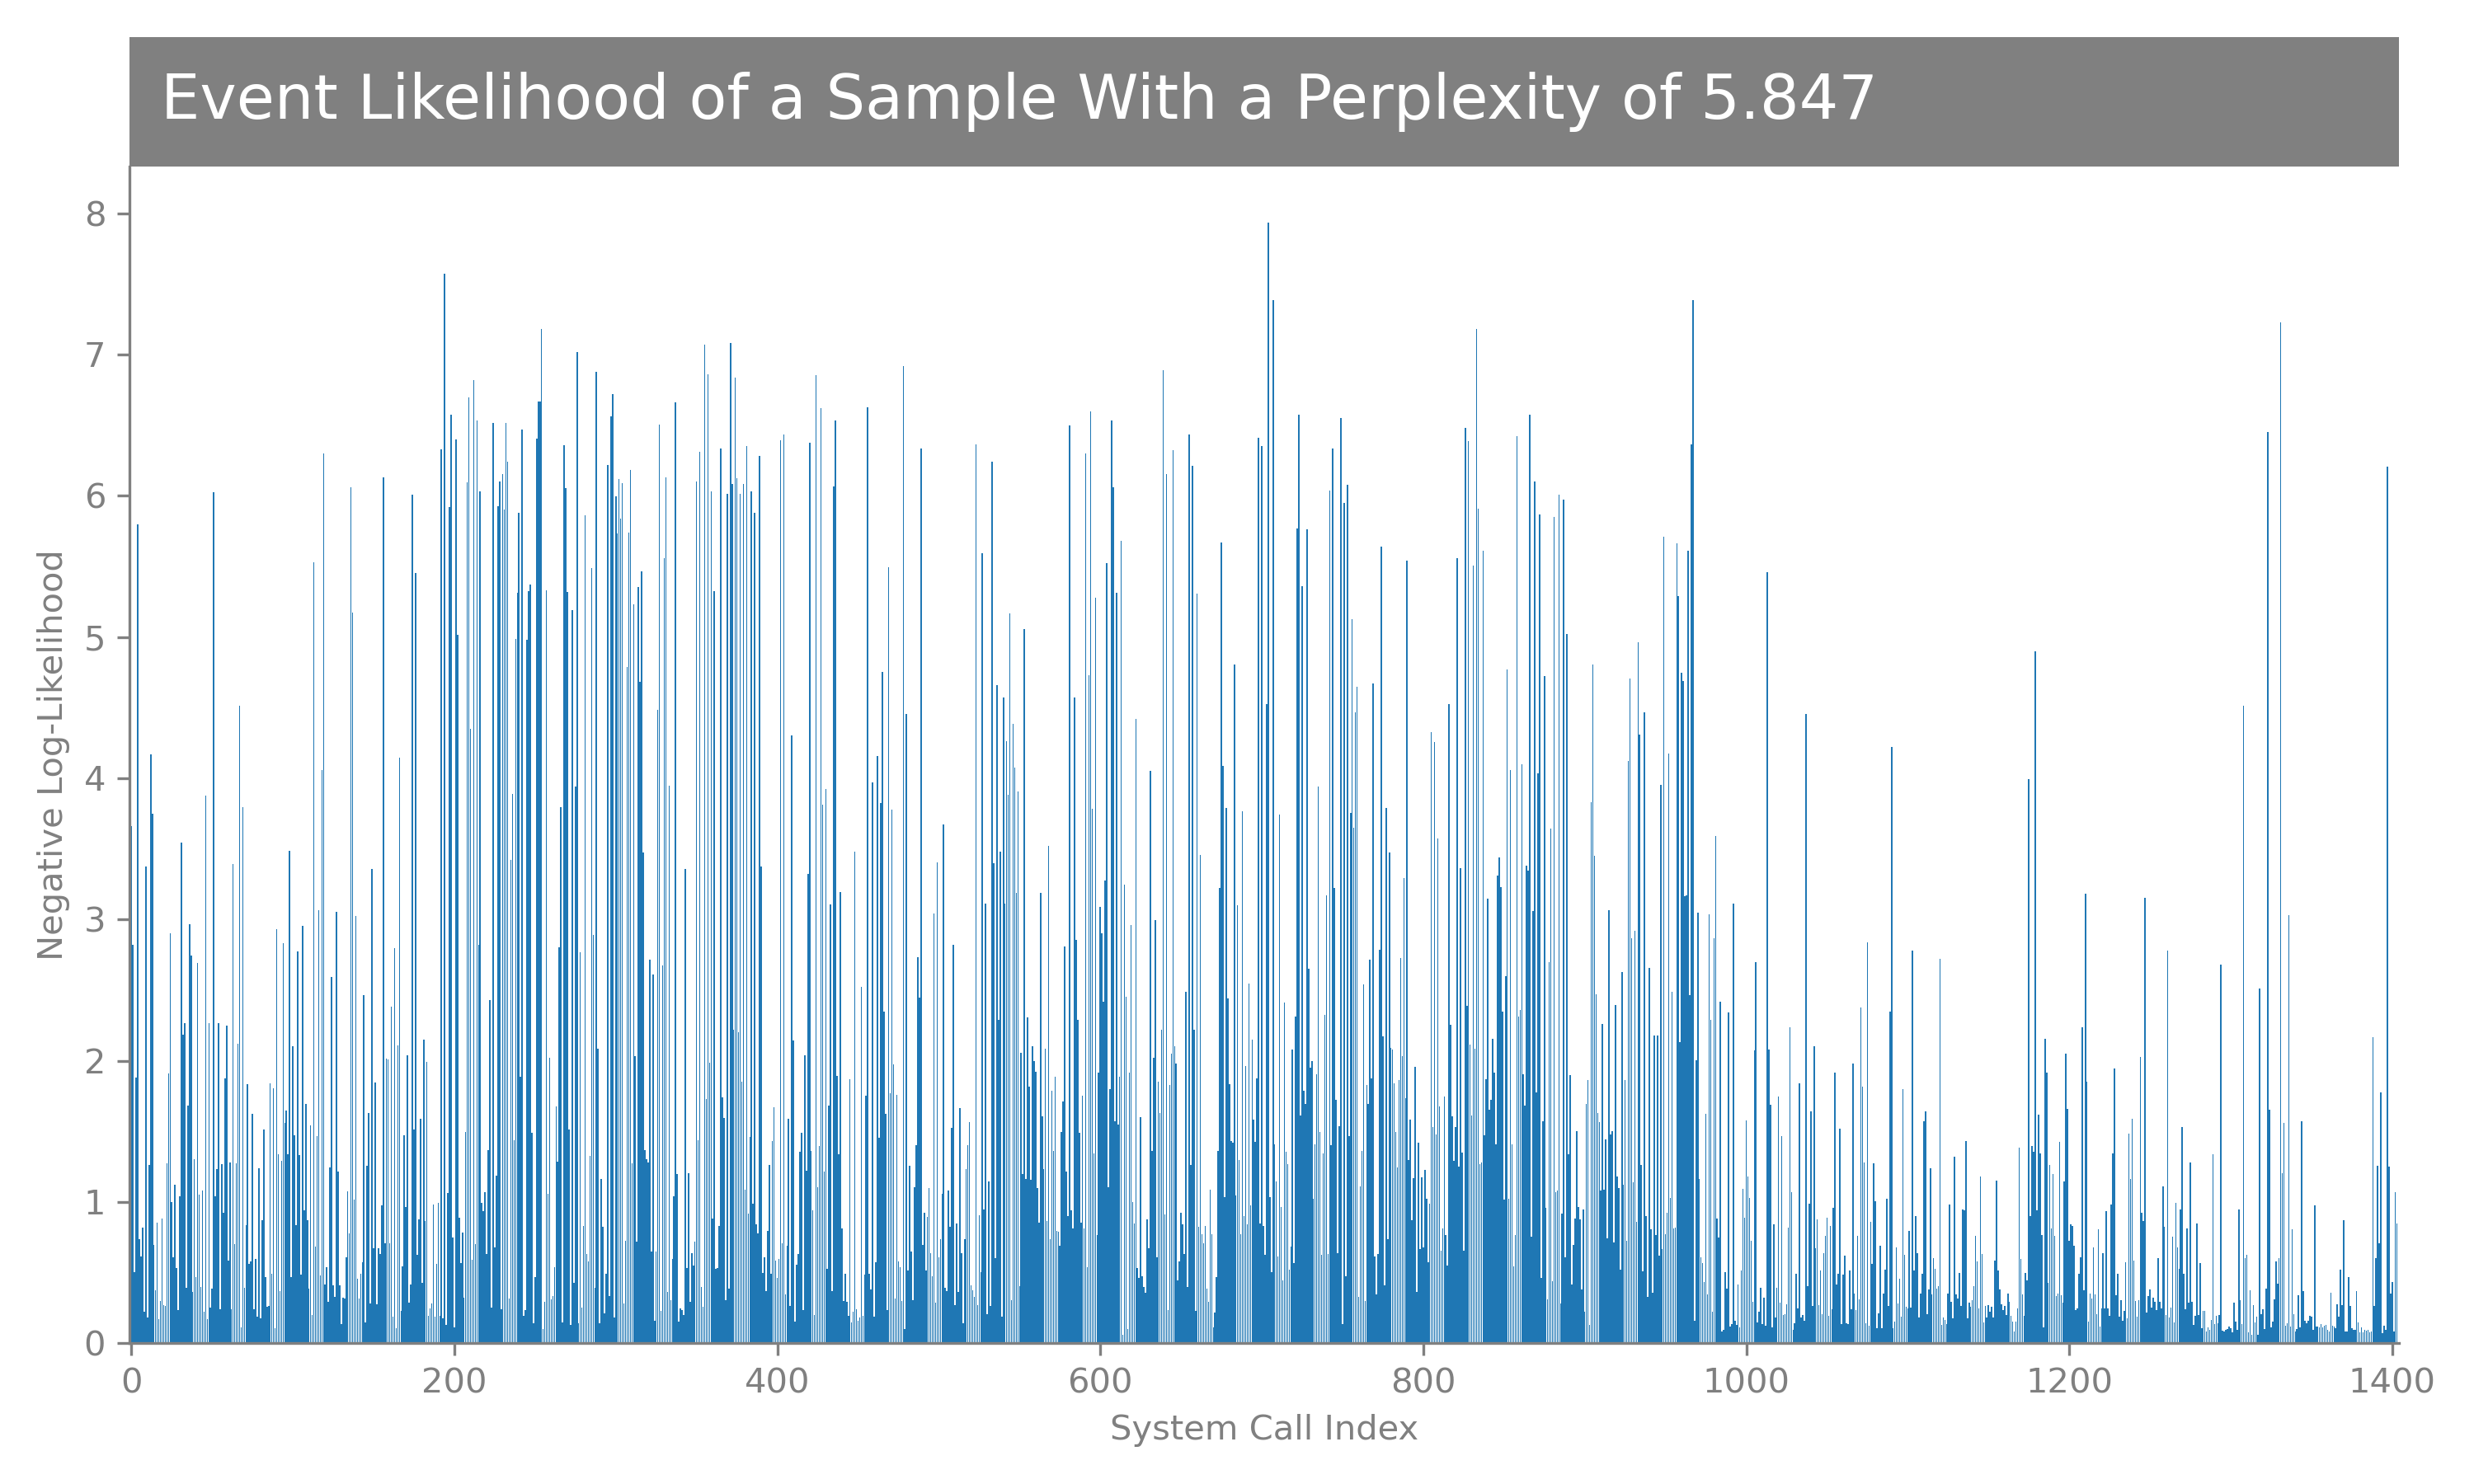 Event Likelihood of a Sample With a Perplexity of 5.847
8
7
6
5
4
3
2
1
0
Negative Log-Likelihood
0 200 400 600 800 1000 1200 1400
System Call Index